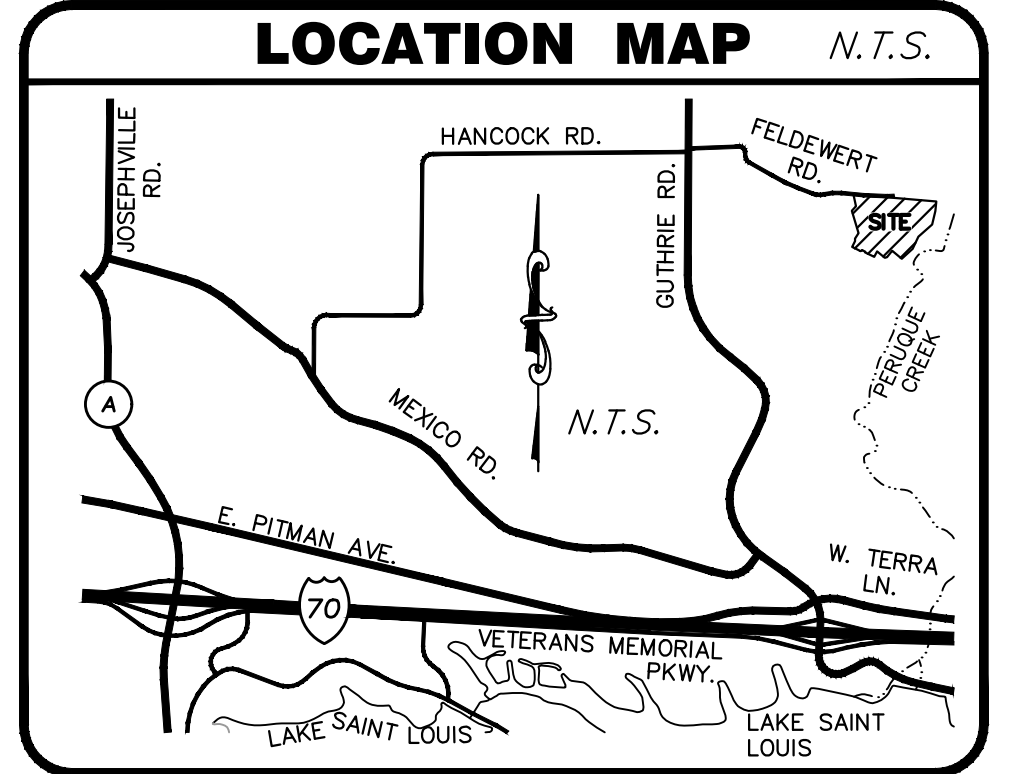 LOCATION MAP
N.T.S.
JOSEPHVILLE
RD.
HANCOCK RD.
GUTHRIE RD.
FELDEWERT
RD.
SITE
PERUQUE
CREEK
A
MEXICO RD.
N.T.S.
E. PITMAN AVE.
W. TERRA
LN.
70
VETERANS MEMORIAL
PKWY.
LAKE SAINT LOUIS
LAKE SAINT
LOUIS